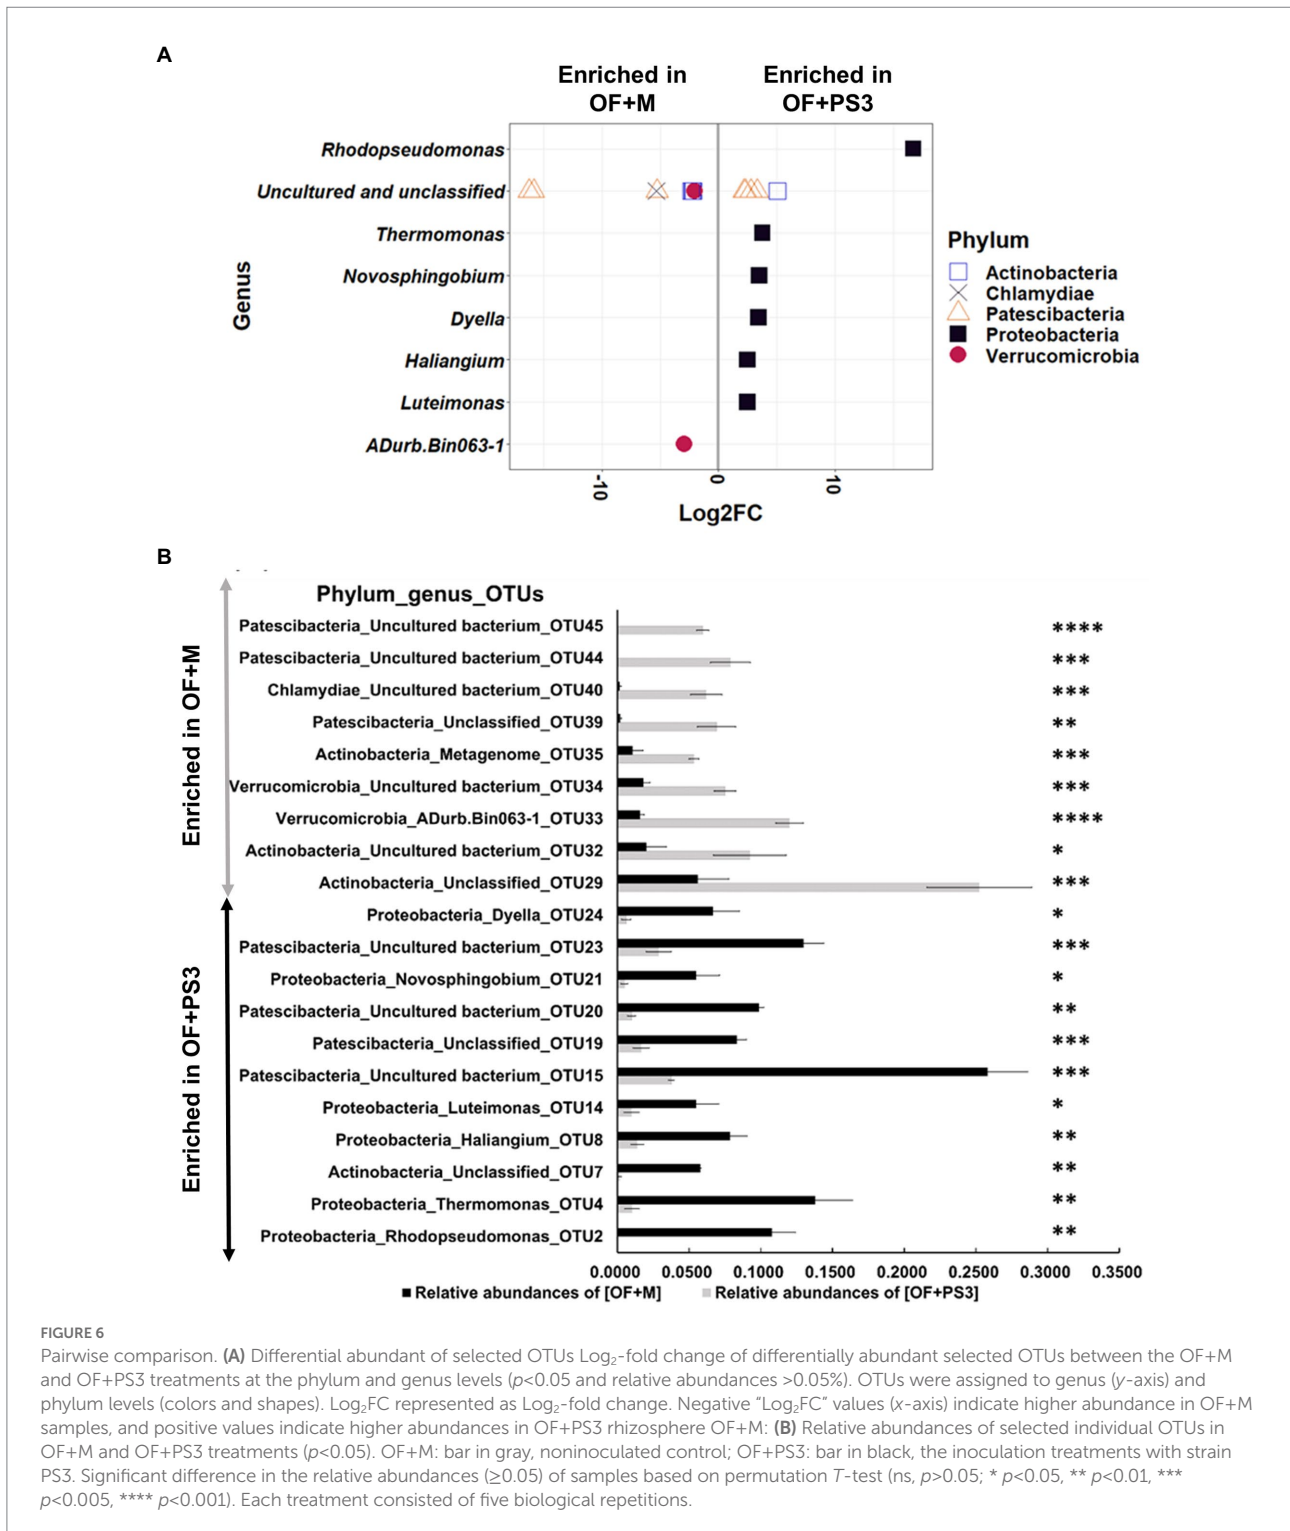 A
Enriched in OF+M
Enriched in OF+PS3
Genus
Rhodopseudomonas
Uncultured and unclassified
Thermomonas
Novosphingobium
Dyella
Haliangium
Luteimonas
ADurb.Bin063-1
-10 0 10
Log2FC
Phylum
Actinobacteria
Chlamydiae
Patescibacteria
Proteobacteria
Verrucomicrobia
B
Phylum_genus_OTUs
Enriched in OF+M
Patescibacteria_Uncultured bacterium_OTU45 ****
Patescibacteria_Uncultured bacterium_OTU44 ***
Chlamydiae_Uncultured bacterium_OTU40 ***
Patescibacteria_Unclassified_OTU39 **
Actinobacteria_Metagenome_OTU35 ***
Verrucomicrobia_Uncultured bacterium_OTU34 ***
Verrucomicrobia_ADurb.Bin063-1_OTU33 ****
Actinobacteria_Uncultured bacterium_OTU32 *
Actinobacteria_Unclassified_OTU29 ***
Enriched in OF+PS3
Proteobacteria_Dyella_OTU24 *
Patescibacteria_Uncultured bacterium_OTU23 ***
Proteobacteria_Novosphingobium_OTU21 *
Patescibacteria_Uncultured bacterium_OTU20 **
Patescibacteria_Unclassified_OTU19 ***
Patescibacteria_Uncultured bacterium_OTU15 ***
Proteobacteria_Luteimonas_OTU14 *
Proteobacteria_Haliangium_OTU8 **
Actinobacteria_Unclassified_OTU7 **
Proteobacteria_Thermomonas_OTU4 **
Proteobacteria_Rhodopseudomonas_OTU2 **
0.0000 0.0500 0.1000 0.1500 0.2000 0.2500 0.3000 0.3500
Relative abundances of [OF+M] Relative abundances of [OF+PS3]
FIGURE 6
Pairwise comparison. (A) Differential abundant of selected OTUs Log₂-fold change of differentially abundant selected OTUs between the OF+M
and OF+PS3 treatments at the phylum and genus levels (p<0.05 and relative abundances >0.05%). OTUs were assigned to genus (y-axis) and
phylum levels (colors and shapes). Log₂FC represented as Log₂-fold change. Negative “Log₂FC” values (x-axis) indicate higher abundance in OF+M
samples, and positive values indicate higher abundances in OF+PS3 rhizosphere OF+M: (B) Relative abundances of selected individual OTUs in
OF+M and OF+PS3 treatments (p<0.05). OF+M: bar in gray, noninoculated control; OF+PS3: bar in black, the inoculation treatments with strain
PS3. Significant difference in the relative abundances (≥0.05) of samples based on permutation T-test (ns, p>0.05; * p<0.05, ** p<0.01, ***
p<0.005, **** p<0.001). Each treatment consisted of five biological repetitions.